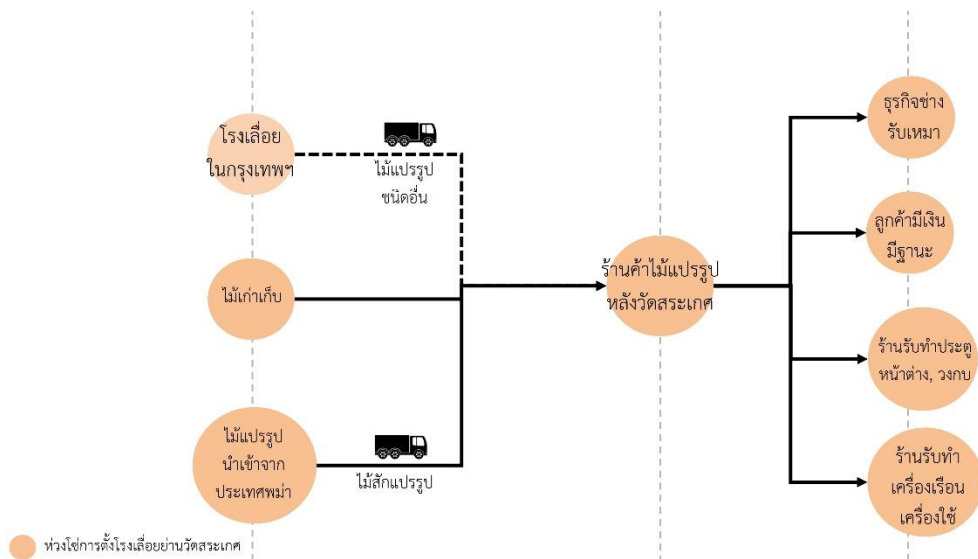 โรงเลื่อย
ในกรุงเทพฯ
ไม้แปรรูป
ชนิดอื่น
ไม้เก่าเก็บ
ไม้แปรรูป
นำเข้าจาก
ประเทศพม่า
ไม้สักแปรรูป
ร้านค้าไม้แปรรูป
หลังวัดสระเกศ
ธุรกิจช่าง
รับเหมา
ลูกค้ามีเงิน
มีฐานะ
ร้านรับทำประตู
หน้าต่าง, วงกบ
ร้านรับทำ
เครื่องเรือน
เครื่องใช้
ห่วงโซ่การตั้งโรงเลื่อยย่านวัดสระเกศ